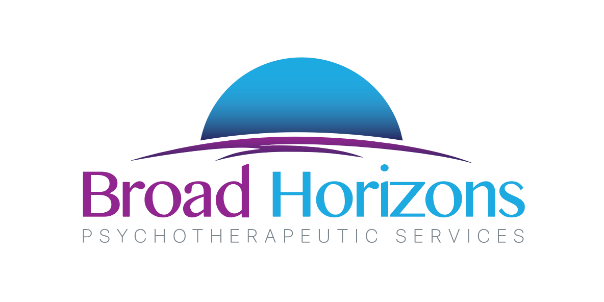 Broad Horizons
PSYCHOTHERAPEUTIC SERVICES